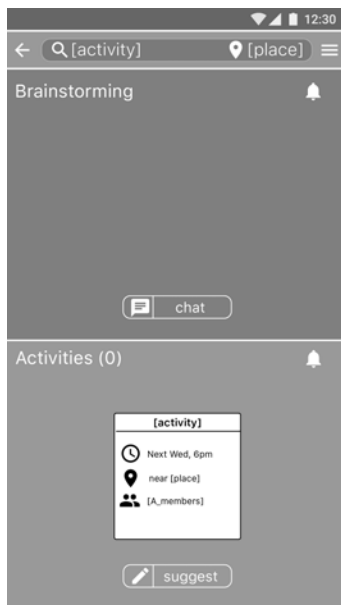 12:30
[activity] [place]
Brainstorming
chat
Activities (0)
[activity]
Next Wed, 6pm
near [place]
[A_members]
suggest